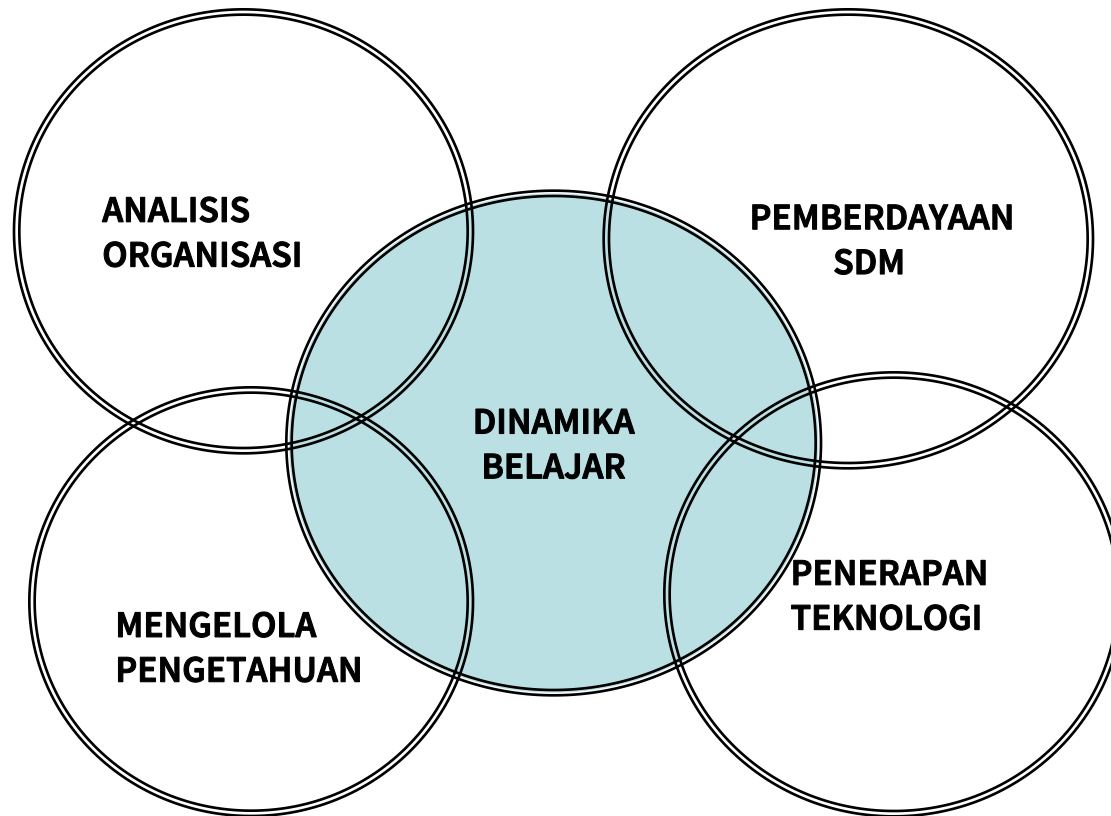 ANALISIS
ORGANISASI
PEMBERDAYAAN
SDM
DINAMIKA
BELAJAR
MENGELOLA
PENGETAHUAN
PENERAPAN
TEKNOLOGI